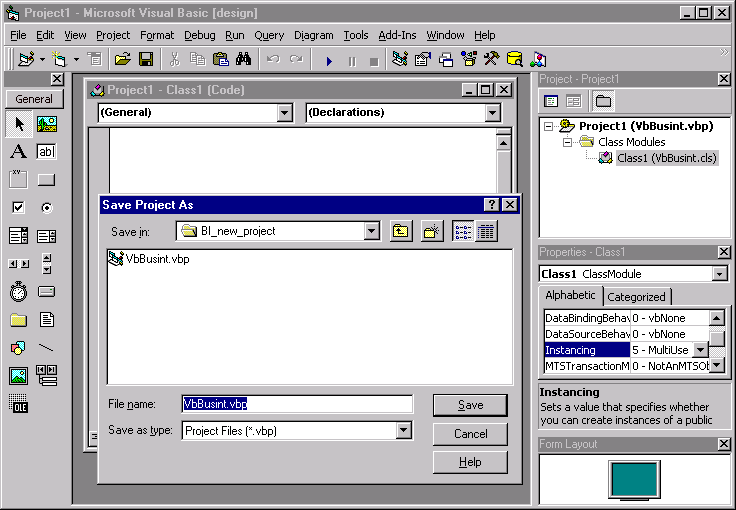 Project1 - Microsoft Visual Basic [design]
File Edit View Project Format Debug Run Query Diagram Tools Add-Ins Window Help
General
A
ab
xy
OLE
Project1 - Class1 (Code)
(General) (Declarations)
Save Project As
Save in: BI_new_project
VbBusint.vbp
File name: VbBusint.vbp
Save as type: Project Files (*.vbp)
Save
Cancel
Help
Project - Project1
Project1 (VbBusint.vbp)
Class Modules
Class1 (VbBusint.cls)
Properties - Class1
Class1 ClassModule
Alphabetic Categorized
DataBindingBehav 0 - vbNone
DataSourceBehav 0 - vbNone
Instancing 5 - MultiUse
MTSTransactionM 0 - NotAnMTSOb
Instancing
Sets a value that specifies whether
you can create instances of a public
Form Layout